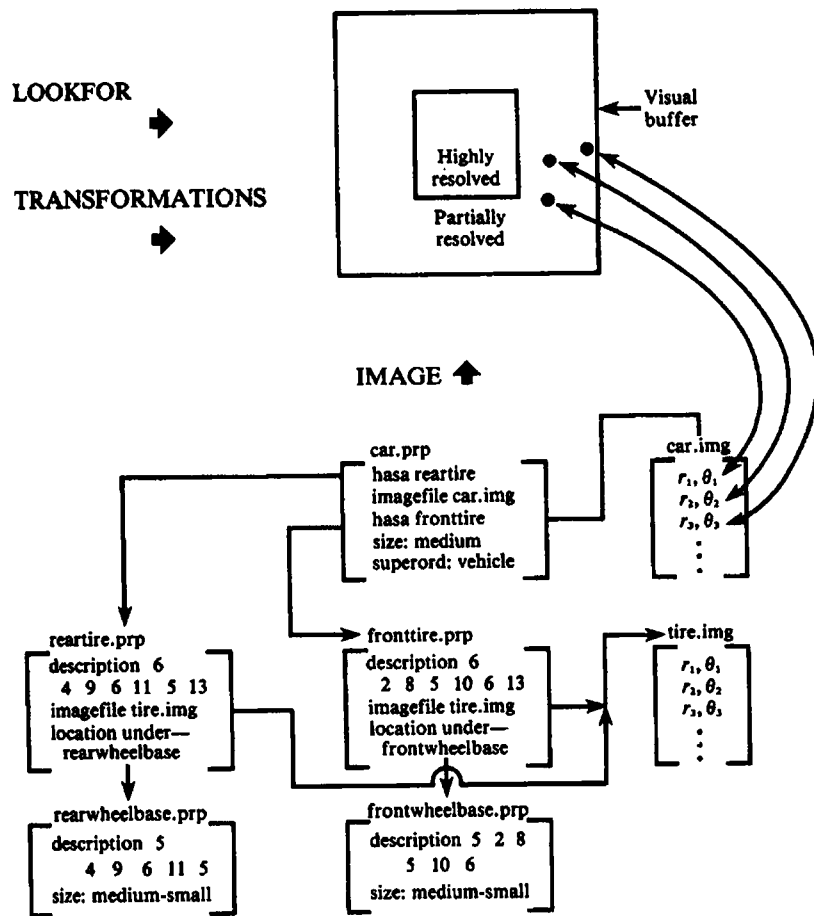 LOOKFOR
TRANSFORMATIONS
Visual
buffer
Highly
resolved
Partially
resolved
IMAGE
car.prp
hasa reartire
imagefile car.img
hasa fronttire
size: medium
superord: vehicle
car.img
r₁, θ₁
r₂, θ₂
r₃, θ₃
reartire.prp
description 6
4 9 6 11 5 13
imagefile tire.img
location under—
rearwheelbase
fronttire.prp
description 6
2 8 5 10 6 13
imagefile tire.img
location under—
frontwheelbase
tire.img
r₁, θ₁
r₂, θ₂
r₃, θ₃
rearwheelbase.prp
description 5
4 9 6 11 5
size: medium-small
frontwheelbase.prp
description 5 2 8
5 10 6
size: medium-small